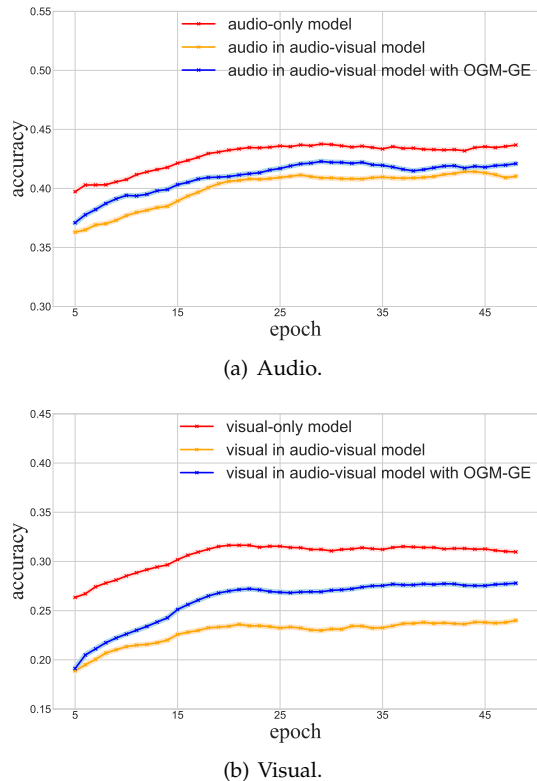 0.55
audio-only model
audio in audio-visual model
audio in audio-visual model with OGM-GE
0.50
0.45
0.40
0.35
0.30
accuracy
5 15 25 35 45
epoch
(a) Audio.
0.45
visual-only model
visual in audio-visual model
visual in audio-visual model with OGM-GE
0.40
0.35
0.30
0.25
0.20
0.15
accuracy
5 15 25 35 45
epoch
(b) Visual.